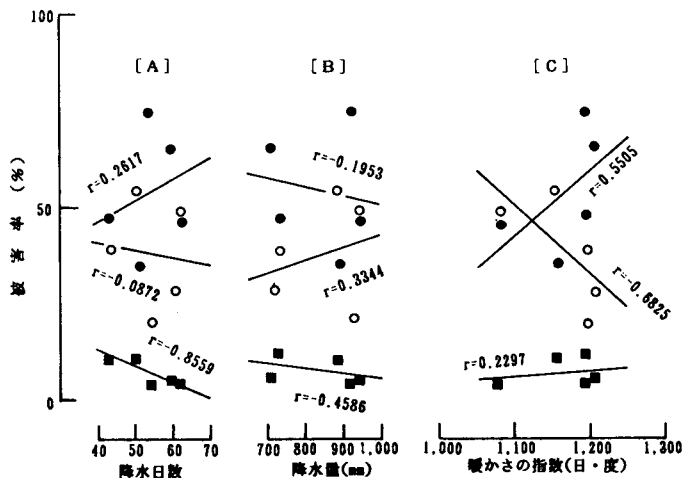 100
[A]
[B]
[C]
被害率(%)
r=0.2617
r=-0.1953
r=0.5505
50
r=-0.0872
r=0.3344
r=-0.6825
r=-0.8559
r=0.2297
r=-0.4586
0
40 50 60 70
700 800 900 1,000
1,000 1,100 1,200 1,300
降水日数
降水量(mm)
暖かさの指数(日・度)